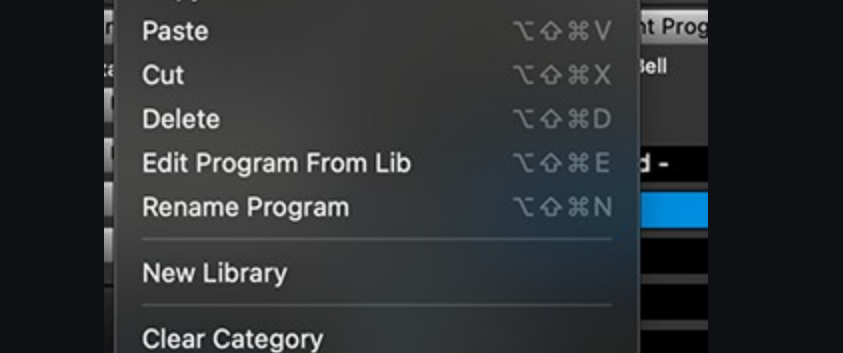 Paste ⌥⇧⌘V
Cut ⌥⇧⌘X
Delete ⌥⇧⌘D
Edit Program From Lib ⌥⇧⌘E
Rename Program ⌥⇧⌘N
New Library
Clear Category